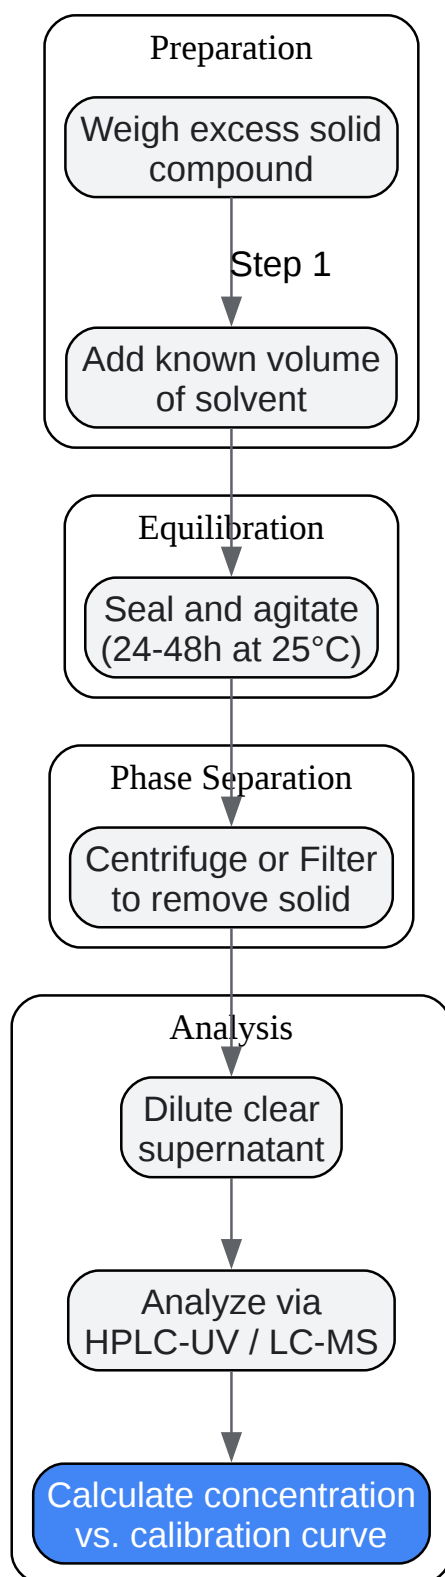 Preparation
Weigh excess solid
compound
Step 1
Add known volume
of solvent
Equilibration
Seal and agitate
(24-48h at 25°C)
Phase Separation
Centrifuge or Filter
to remove solid
Analysis
Dilute clear
supernatant
Analyze via
HPLC-UV / LC-MS
Calculate concentration
vs. calibration curve